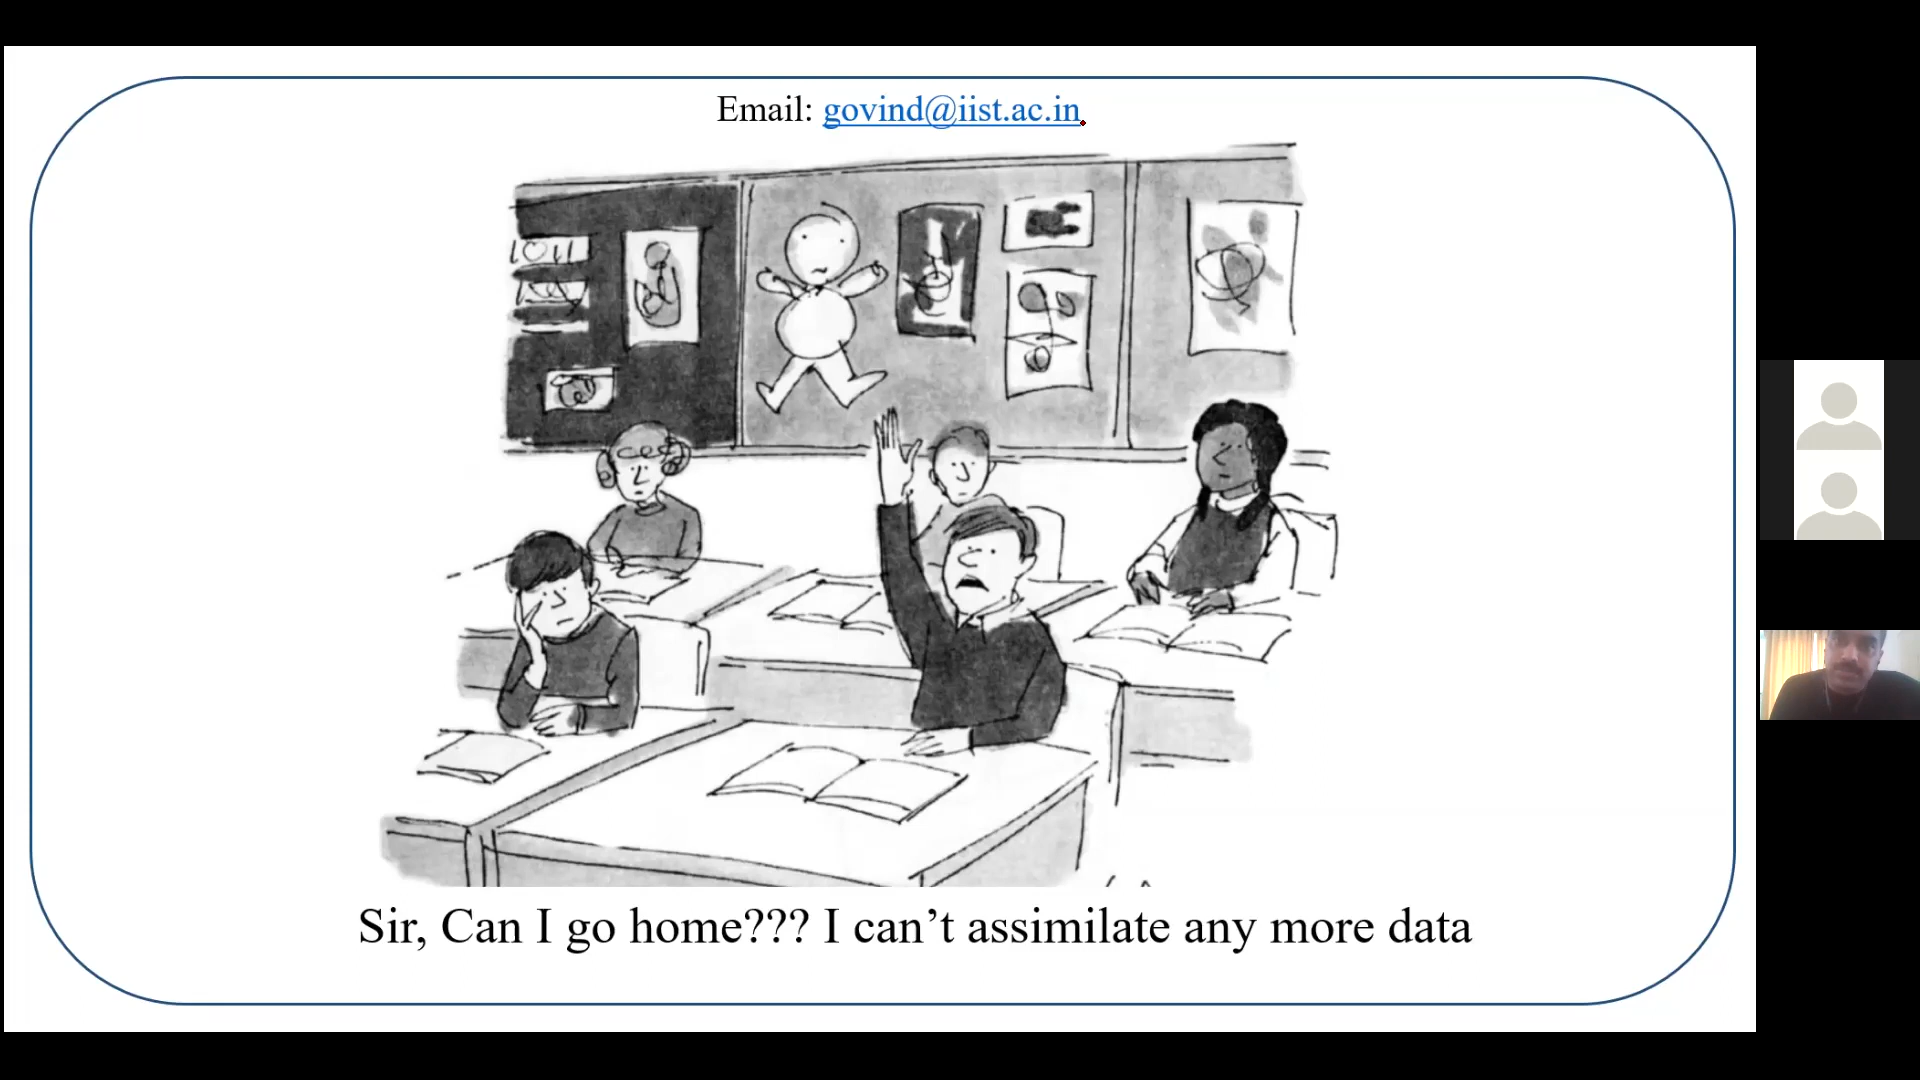 Email: govind@iist.ac.in.
Sir, Can I go home??? I can’t assimilate any more data